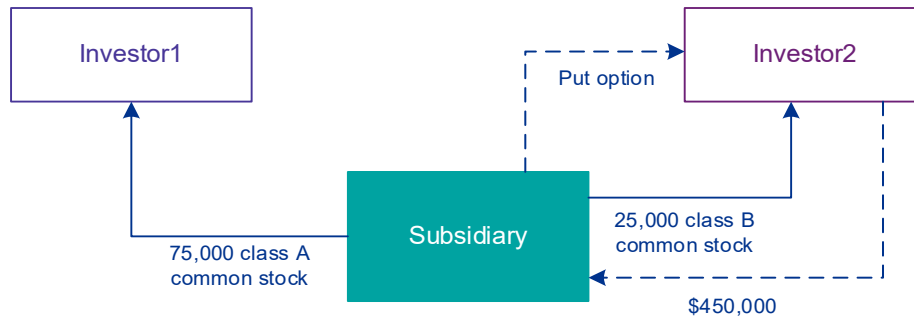 Investor1
Investor2
Put option
Subsidiary
75,000 class A
common stock
25,000 class B
common stock
$450,000